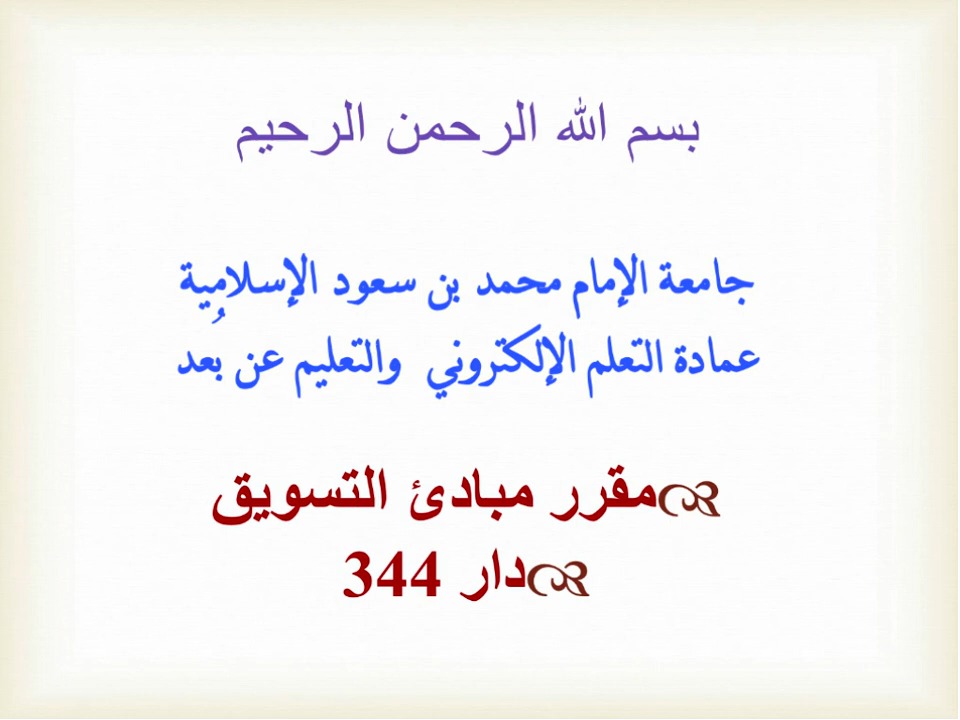 بسم الله الرحمن الرحيم
جامعة الإمام محمد بن سعود الإسلامية
عمادة التعلم الإلكتروني والتعليم عن بُعد
مقرر مبادئ التسويق
دار 344